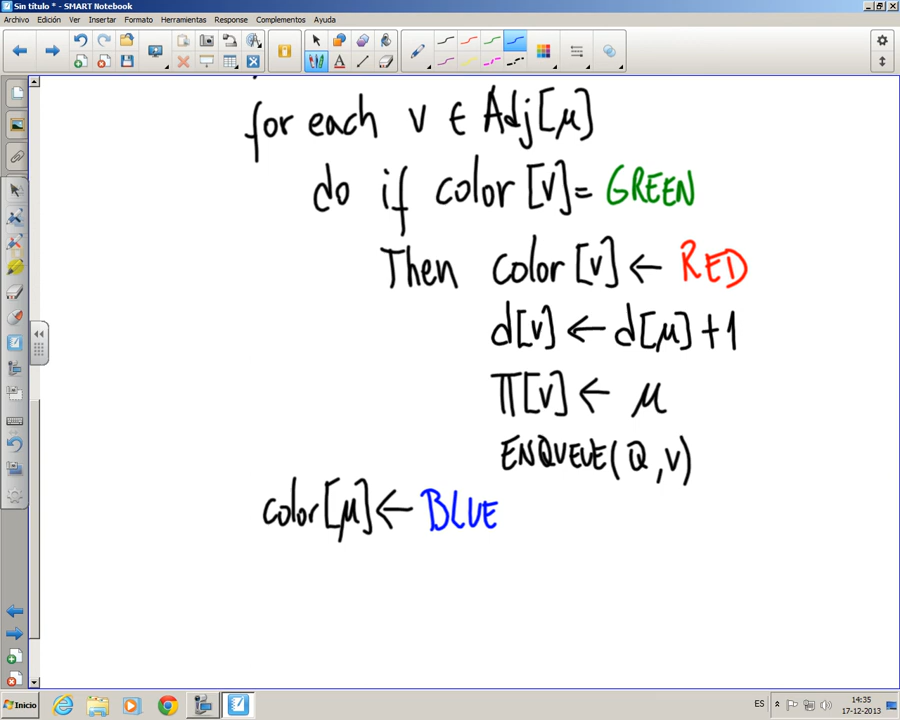 Sin título * - SMART Notebook
Archivo Edición Ver Insertar Formato Herramientas Response Complementos Ayuda
for each v ∈ Adj[μ]
do if color [v] = GREEN
Then color [v] ← RED
d[v] ← d[μ] + 1
π[v] ← μ
ENQUEUE(Q, v)
color[μ] ← BLUE
Inicio
ES
14:35
17-12-2013